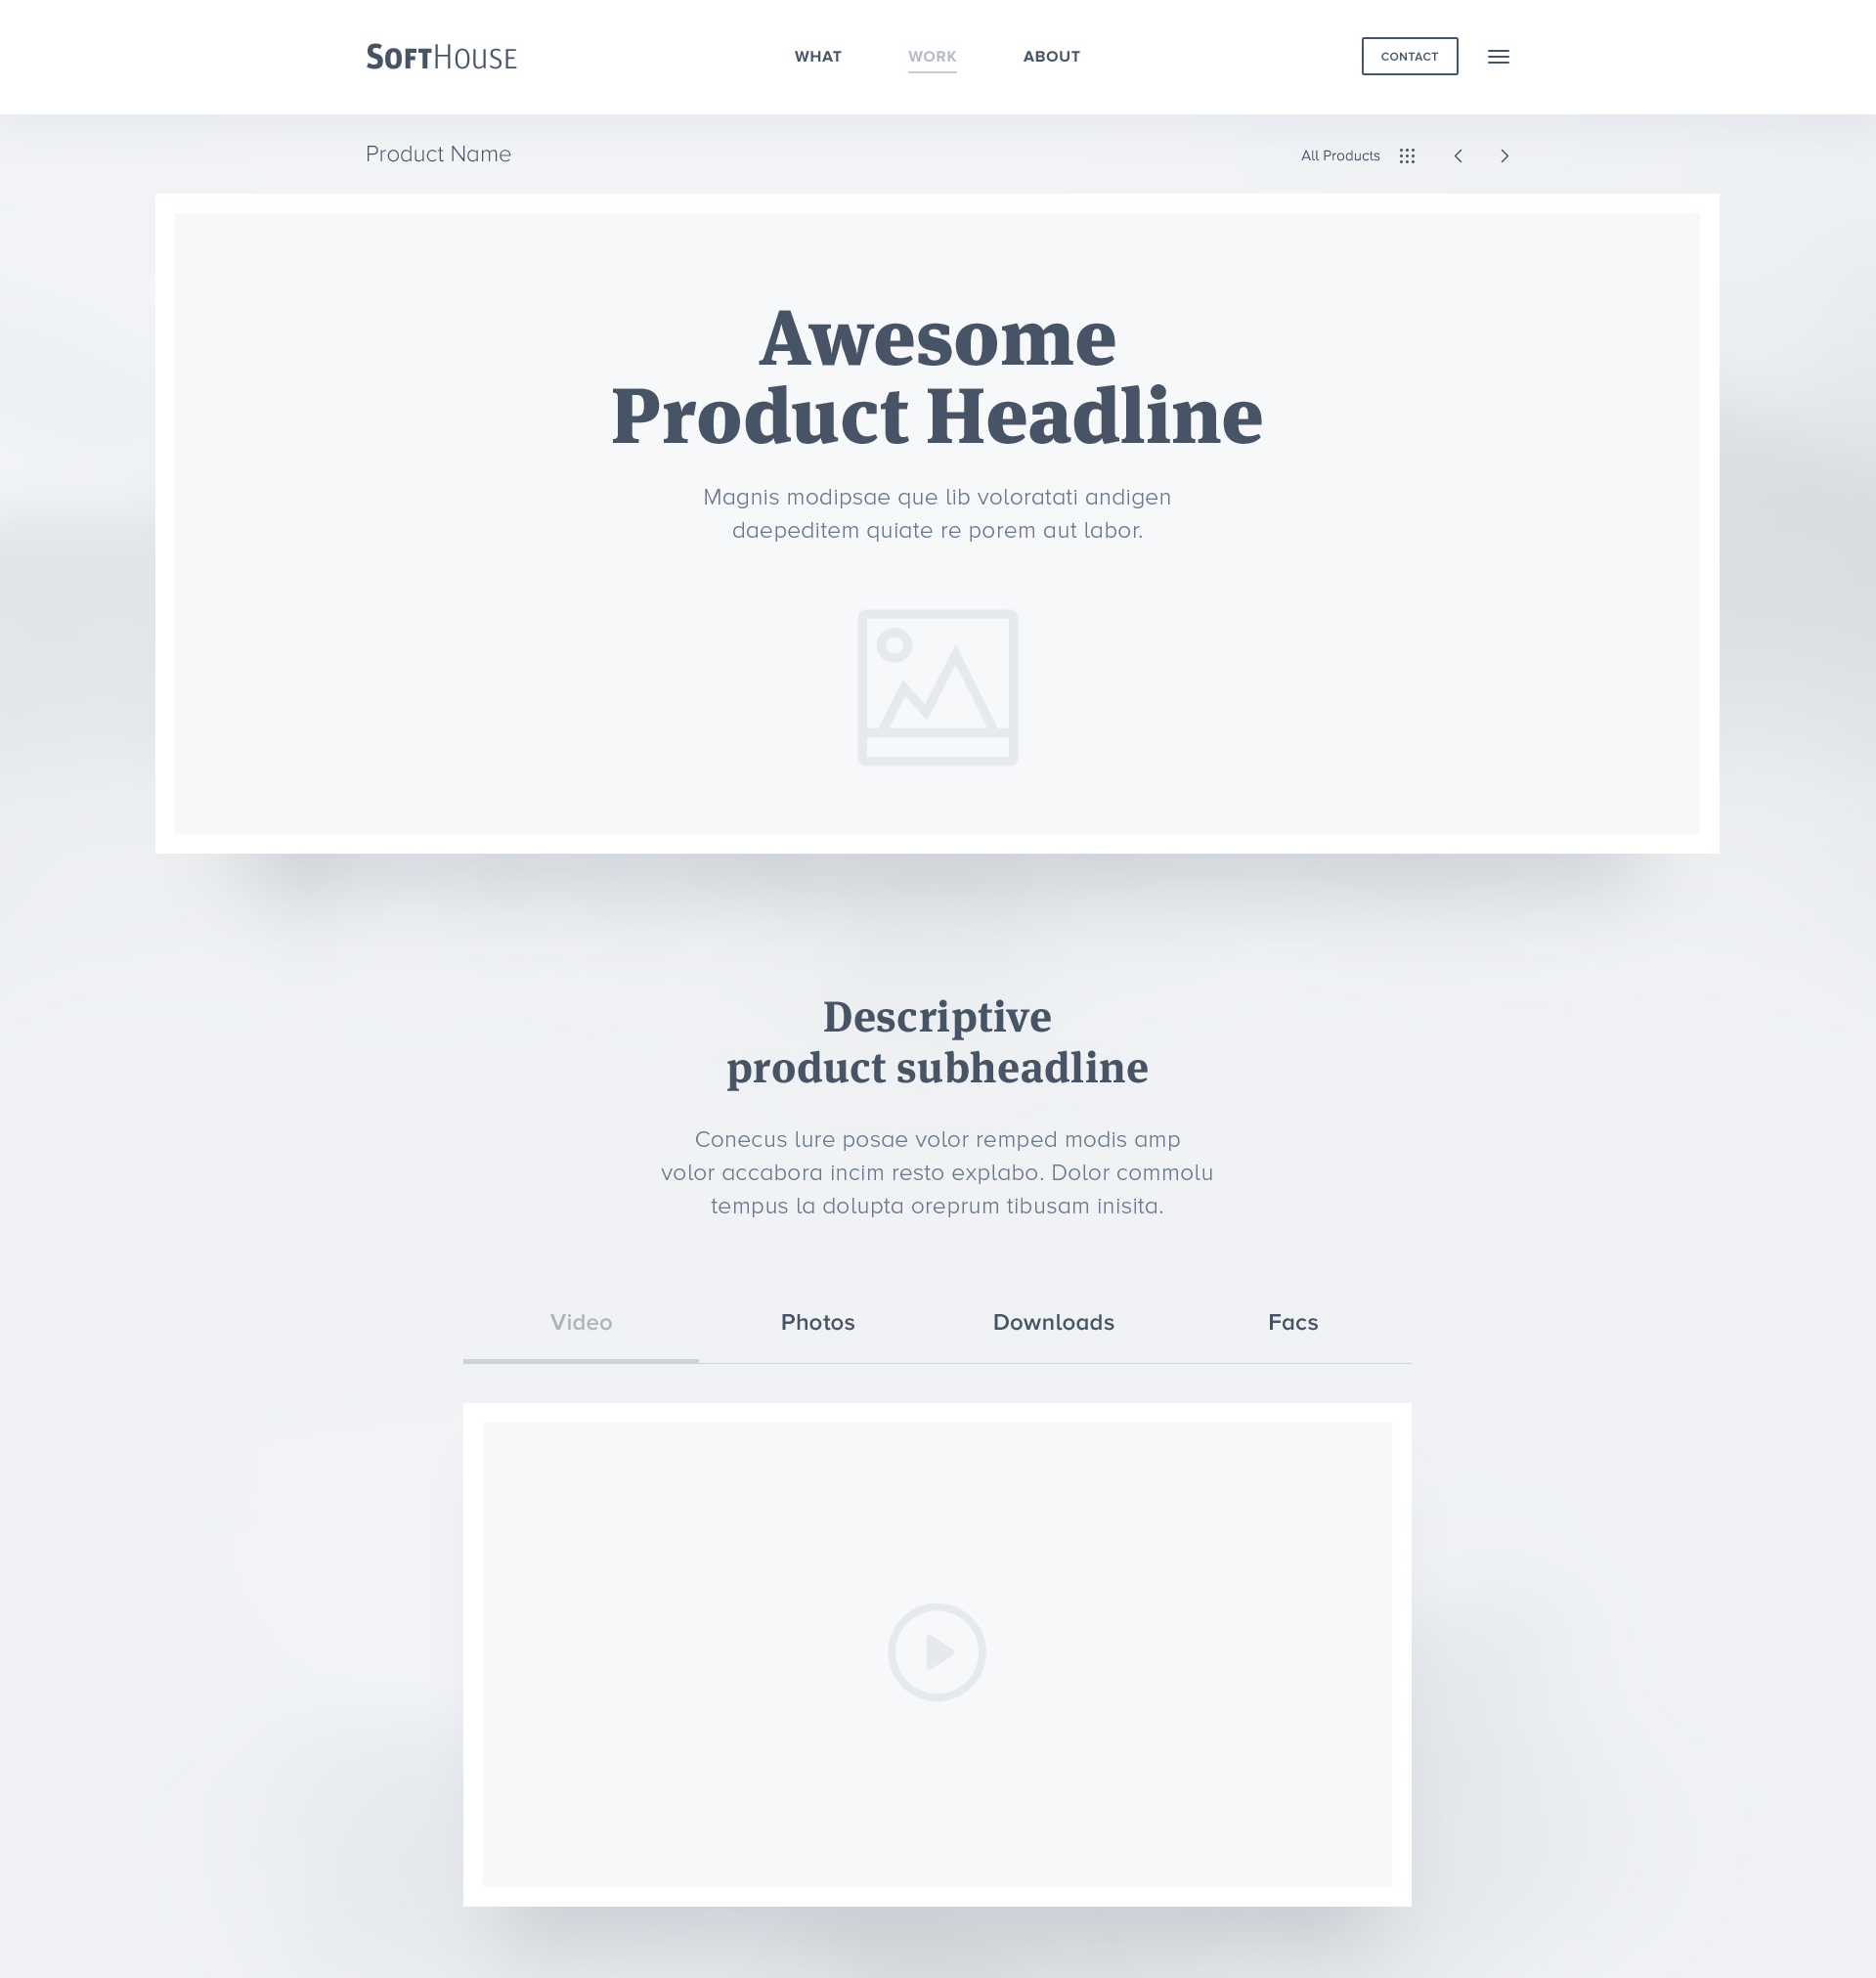 SOFTHOUSE
WHAT
WORK
ABOUT
CONTACT
Product Name
All Products
Awesome
Product Headline
Magnis modipsae que lib voloratati andigen
daepeditem quiate re porem aut labor.
Descriptive
product subheadline
Conecus lure posae volor remped modis amp
volor accabora incim resto explabo. Dolor commolu
tempus la dolupta oreprum tibusam inisita.
Video
Photos
Downloads
Facs